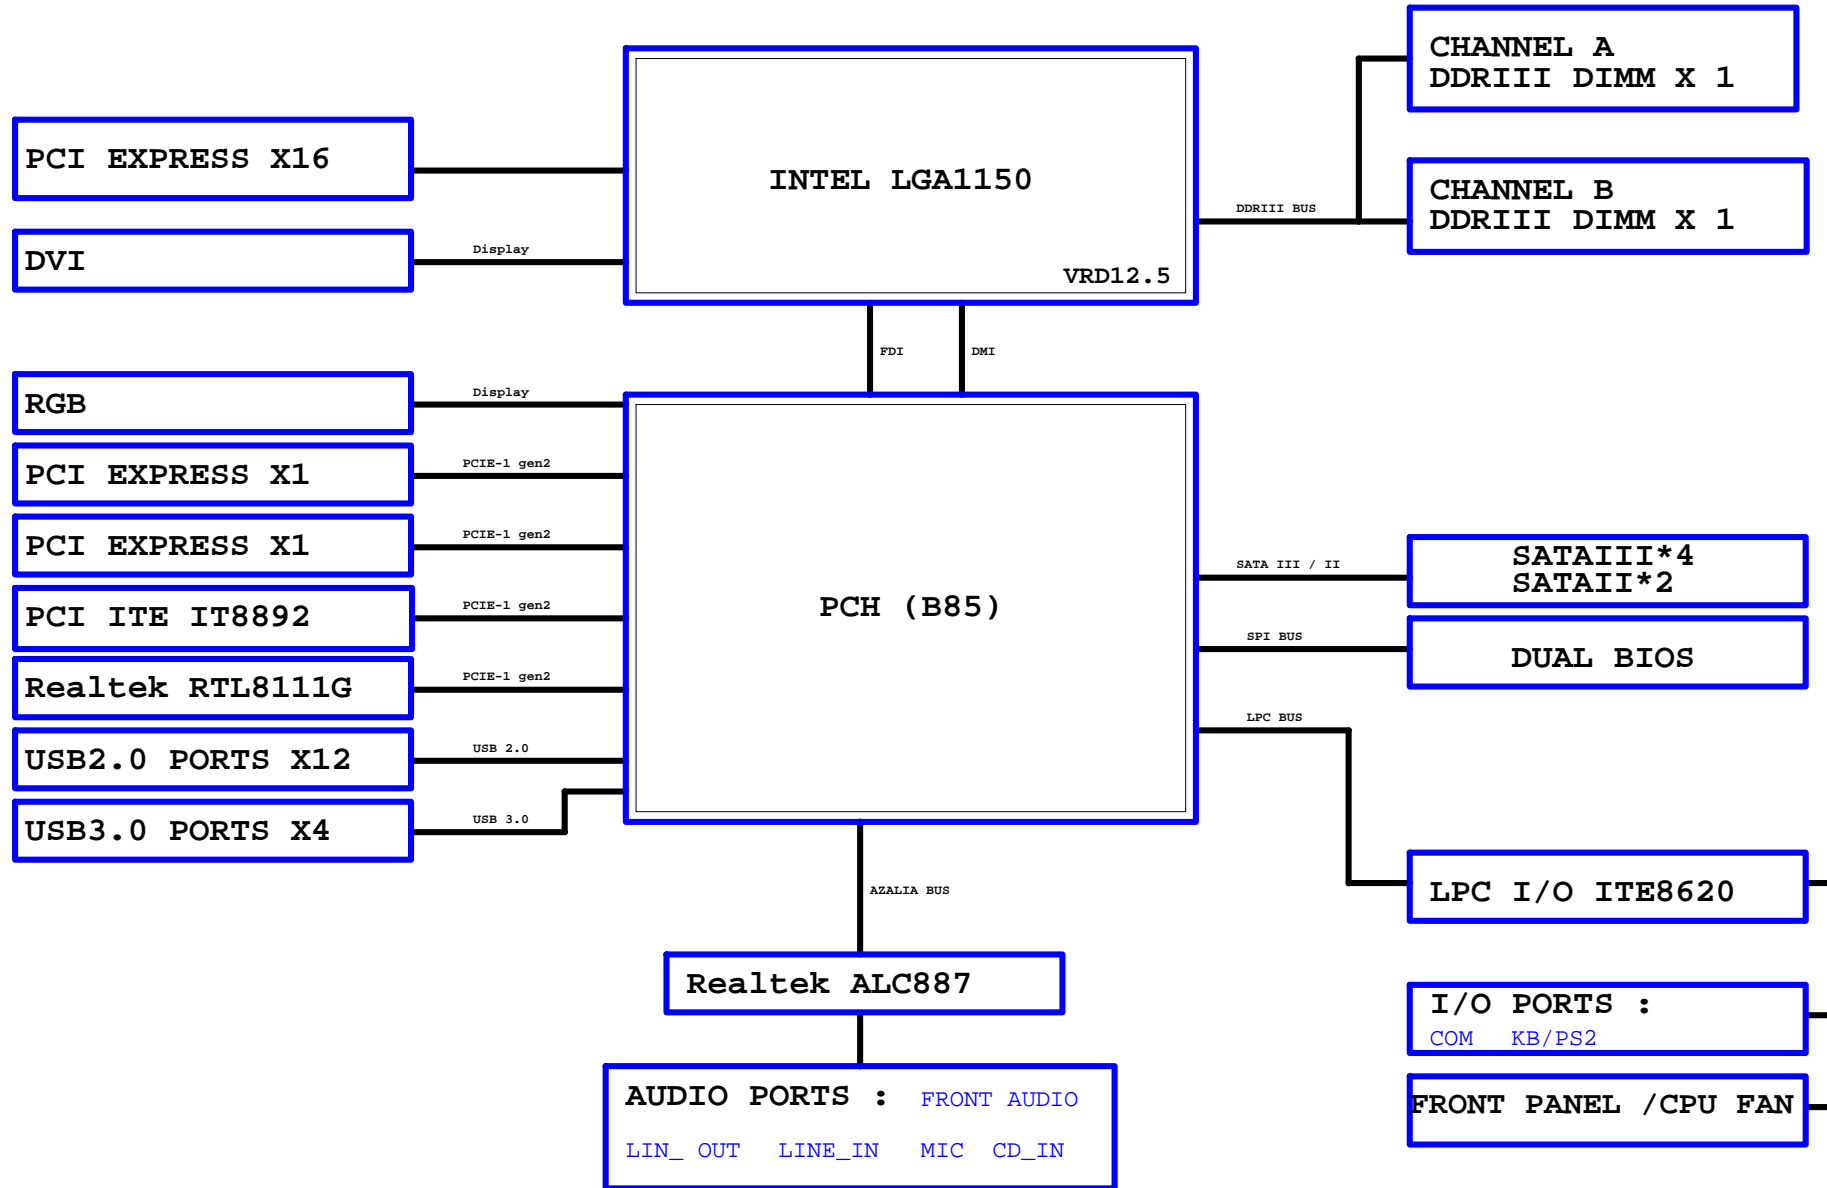 CHANNEL A
DDRIII DIMM X 1
PCI EXPRESS X16
INTEL LGA1150
CHANNEL B
DDRIII DIMM X 1
DDRIII BUS
DVI
Display
VRD12.5
FDI
DMI
RGB
Display
PCI EXPRESS X1
PCIE-1 gen2
PCI EXPRESS X1
PCIE-1 gen2
SATA III / II
SATAIII*4
SATAII*2
PCI ITE IT8892
PCIE-1 gen2
PCH (B85)
SPI BUS
DUAL BIOS
Realtek RTL8111G
PCIE-1 gen2
LPC BUS
USB2.0 PORTS X12
USB 2.0
USB3.0 PORTS X4
USB 3.0
AZALIA BUS
LPC I/O ITE8620
Realtek ALC887
I/O PORTS :
COM KB/PS2
AUDIO PORTS : FRONT AUDIO
LIN_ OUT LINE_IN MIC CD_IN
FRONT PANEL /CPU FAN